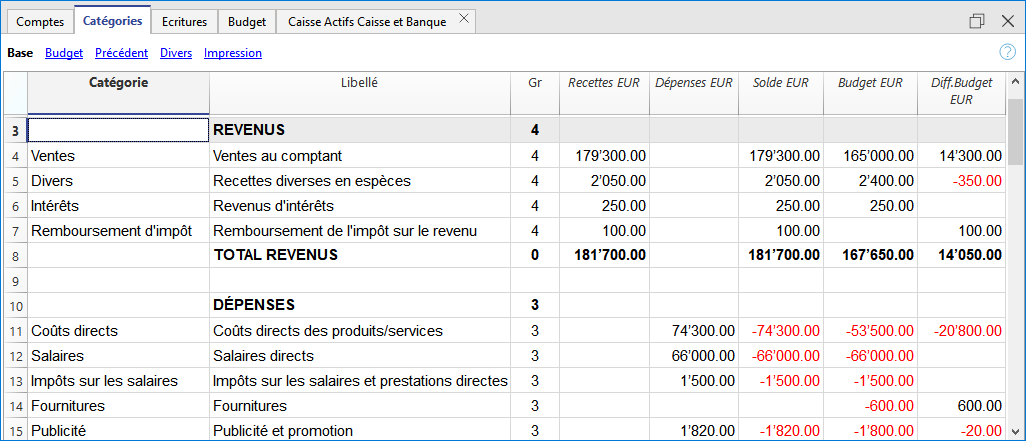 Comptes Catégories Ecritures Budget Caisse Actifs Caisse et Banque
Base Budget Précédent Divers Impression ?
Catégorie Libellé Gr Recettes EUR Dépenses EUR Solde EUR Budget EUR Diff.Budget
EUR
3 REVENUS 4
4 Ventes Ventes au comptant 4 179’300.00 179’300.00 165’000.00 14’300.00
5 Divers Recettes diverses en espèces 4 2’050.00 2’050.00 2’400.00 -350.00
6 Intérêts Revenus d'intérêts 4 250.00 250.00 250.00
7 Remboursement d'impôt Remboursement de l'impôt sur le revenu 4 100.00 100.00 100.00
8 TOTAL REVENUS 0 181’700.00 181’700.00 167’650.00 14’050.00
9
10 DÉPENSES 3
11 Coûts directs Coûts directs des produits/services 3 74’300.00 -74’300.00 -53’500.00 -20’800.00
12 Salaires Salaires directs 3 66’000.00 -66’000.00 -66’000.00
13 Impôts sur les salaires Impôts sur les salaires et prestations directes 3 1’500.00 -1’500.00 -1’500.00
14 Fournitures Fournitures 3 -600.00 600.00
15 Publicité Publicité et promotion 3 1’820.00 -1’820.00 -1’800.00 -20.00